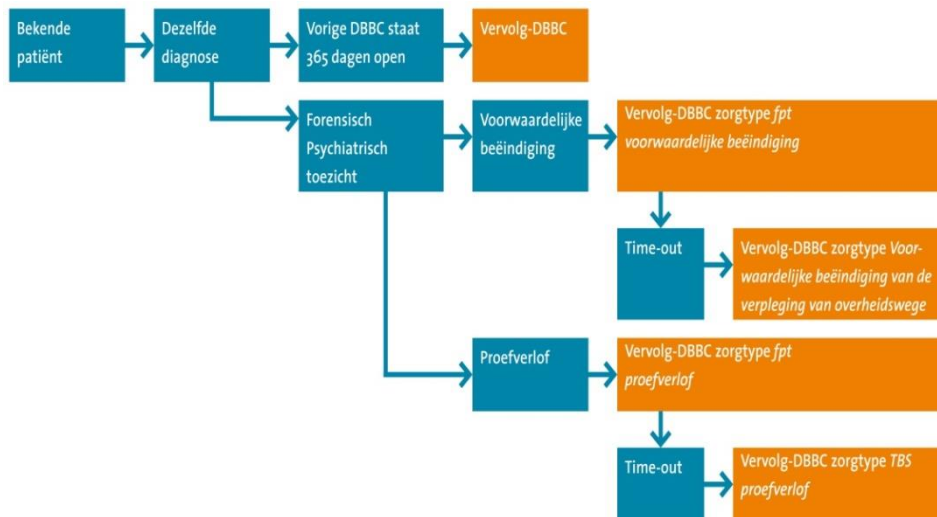 Bekende
patiënt
Dezelfde
diagnose
Vorige DBBC staat
365 dagen open
Vervolg-DBBC
Forensisch
Psychiatrisch
toezicht
Voorwaardelijke
beëindiging
Vervolg-DBBC zorgtype fpt
voorwaardelijke beëindiging
Time-out
Vervolg-DBBC zorgtype Voor-
waardelijke beëindiging van de
verpleging van overheidswege
Proefverlof
Vervolg-DBBC zorgtype fpt
proefverlof
Time-out
Vervolg-DBBC zorgtype TBS
proefverlof